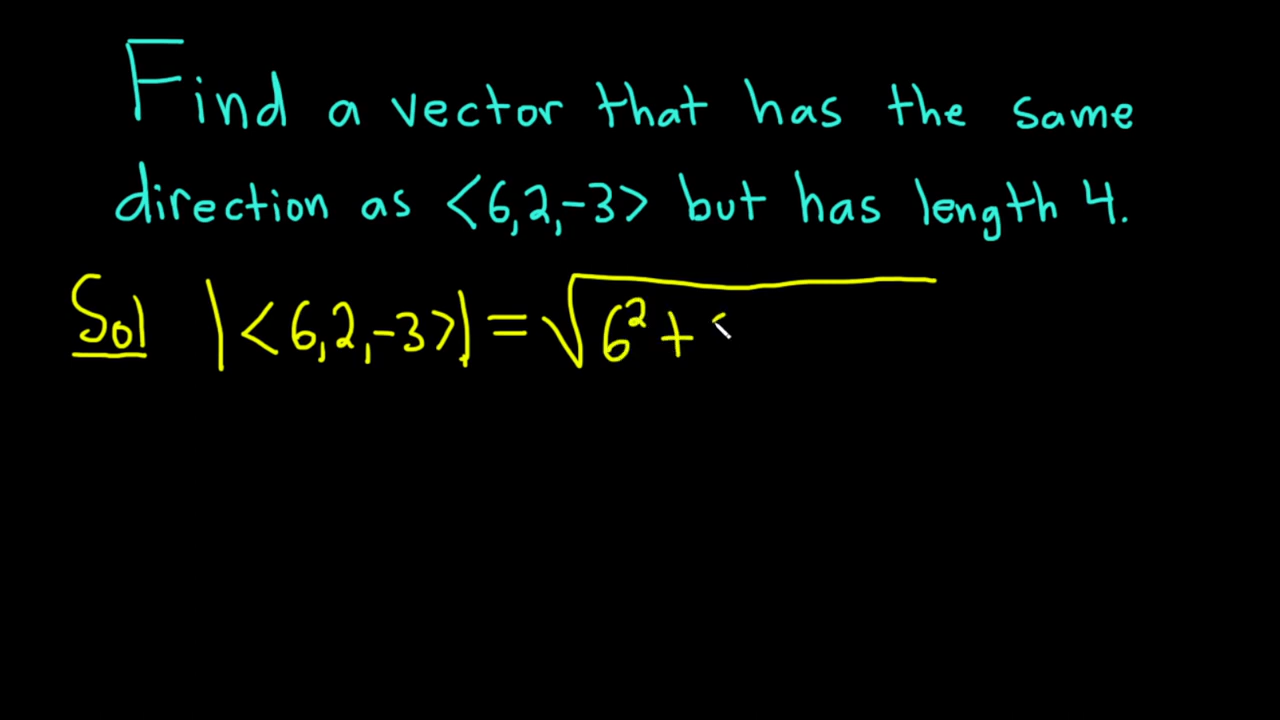 Find a vector that has the same
direction as <6,2,-3> but has length 4.
Sol |<6,2,-3>| = √6² +